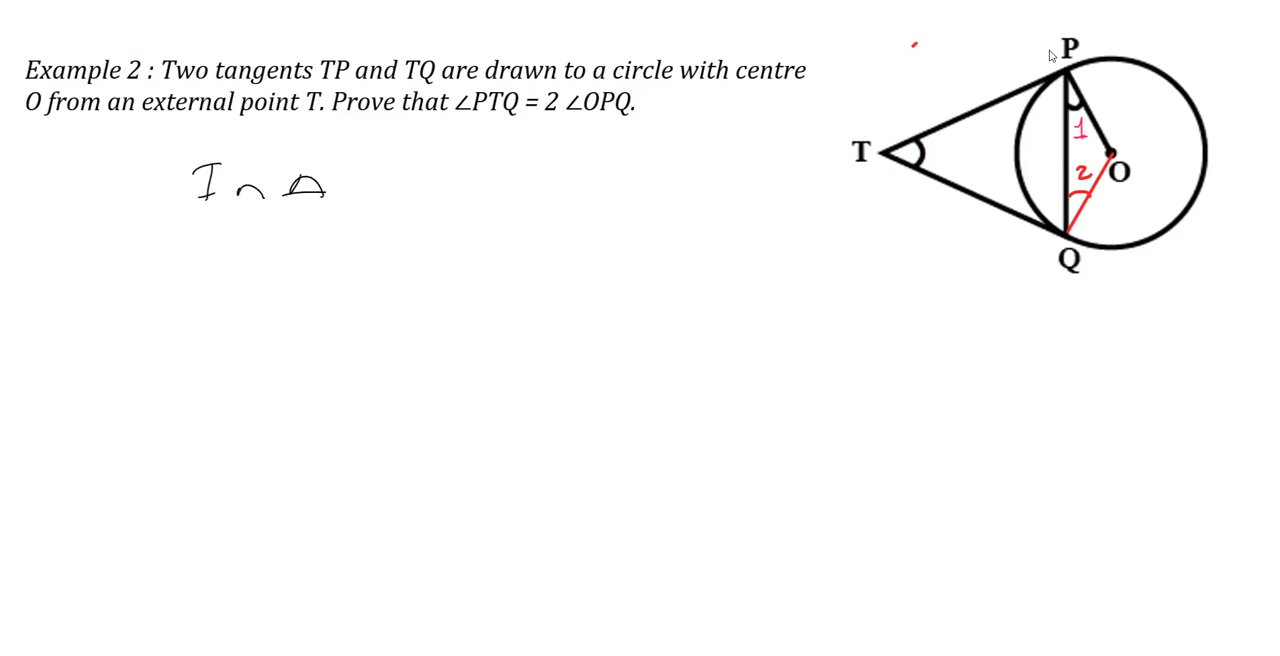 Example 2 : Two tangents TP and TQ are drawn to a circle with centre
O from an external point T. Prove that ∠PTQ = 2 ∠OPQ.
In Δ
P
1
T
2
O
Q